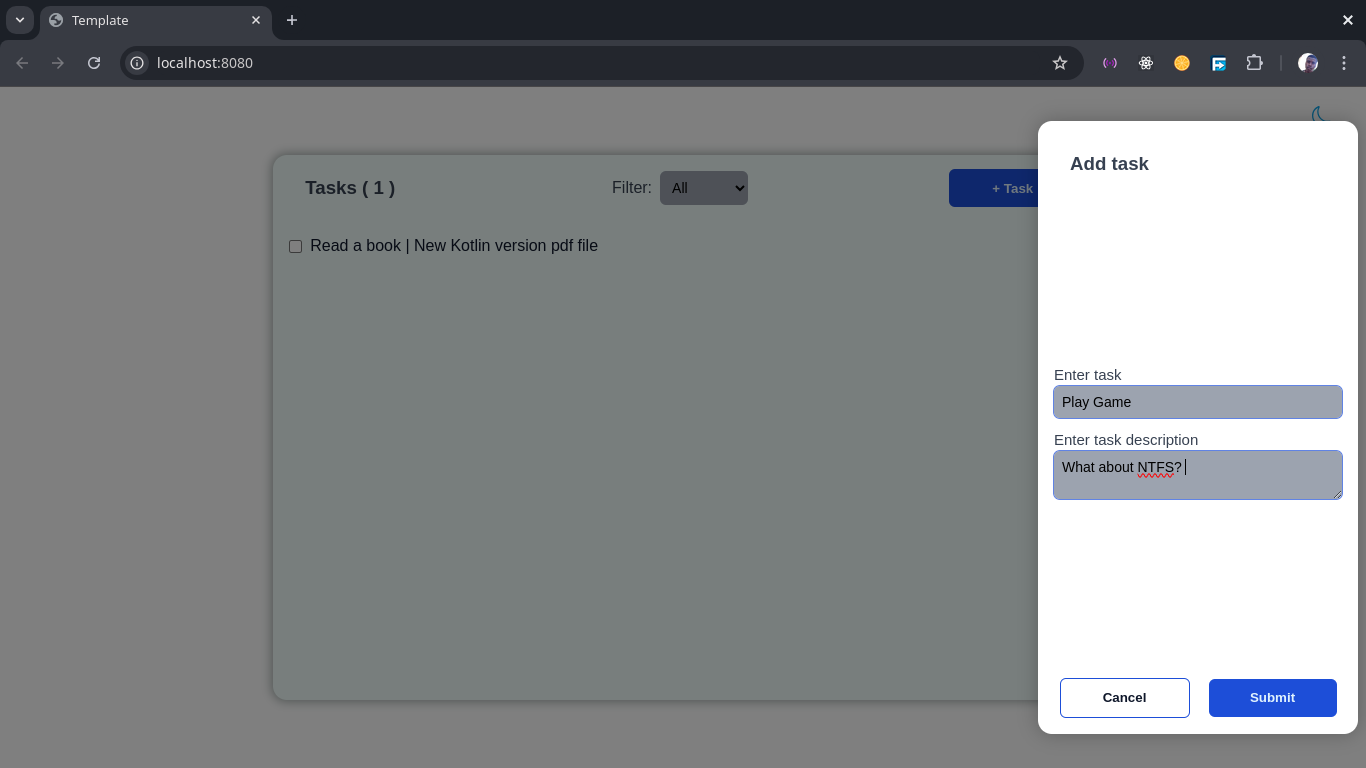 Template
localhost:8080
Add task
Tasks ( 1 )
Filter:
All
+ Task
Read a book | New Kotlin version pdf file
Enter task
Play Game
Enter task description
What about NTFS?
Cancel
Submit